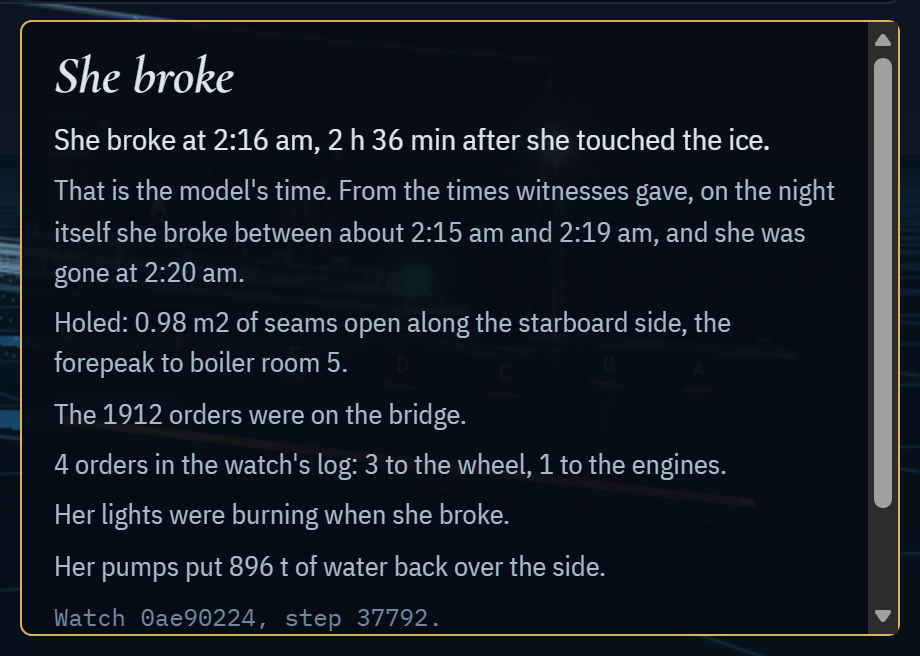 She broke
She broke at 2:16 am, 2 h 36 min after she touched the ice.
That is the model's time. From the times witnesses gave, on the night
itself she broke between about 2:15 am and 2:19 am, and she was
gone at 2:20 am.
Holed: 0.98 m2 of seams open along the starboard side, the
forepeak to boiler room 5.
D
C
B
A
The 1912 orders were on the bridge.
4 orders in the watch's log: 3 to the wheel, 1 to the engines.
Her lights were burning when she broke.
Her pumps put 896 t of water back over the side.
Watch 0ae90224, step 37792.